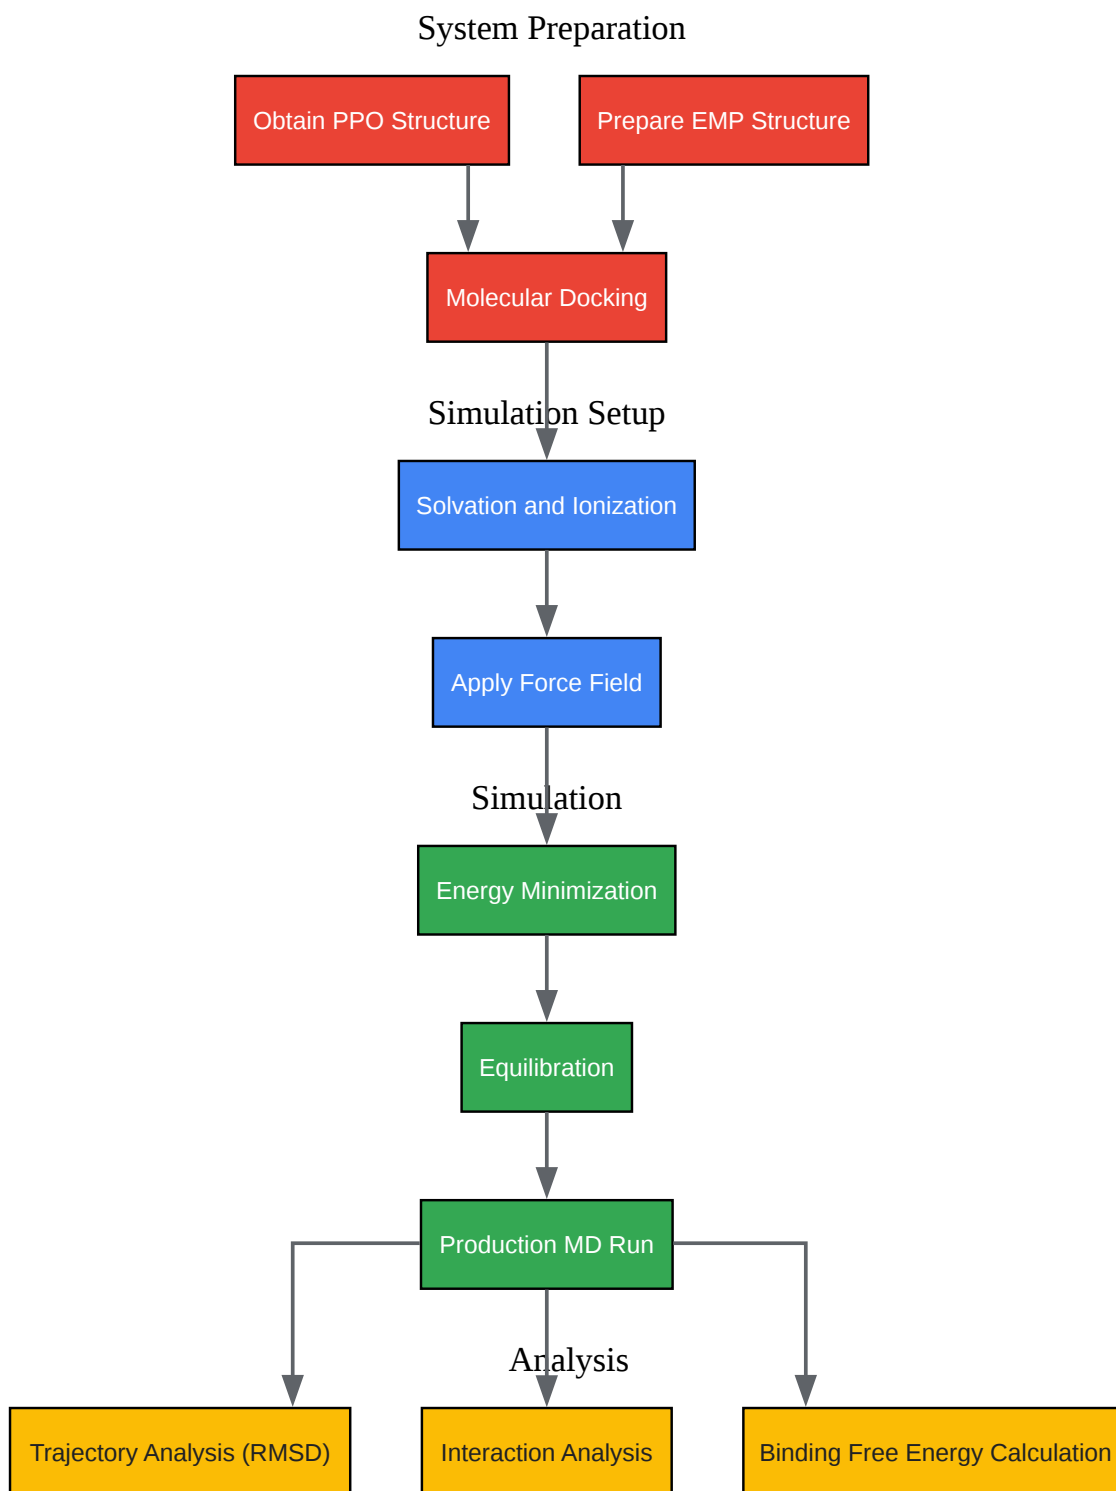 System Preparation
Obtain PPO Structure
Prepare EMP Structure
Molecular Docking
Simulation Setup
Solvation and Ionization
Apply Force Field
Simulation
Energy Minimization
Equilibration
Production MD Run
Analysis
Trajectory Analysis (RMSD)
Interaction Analysis
Binding Free Energy Calculation